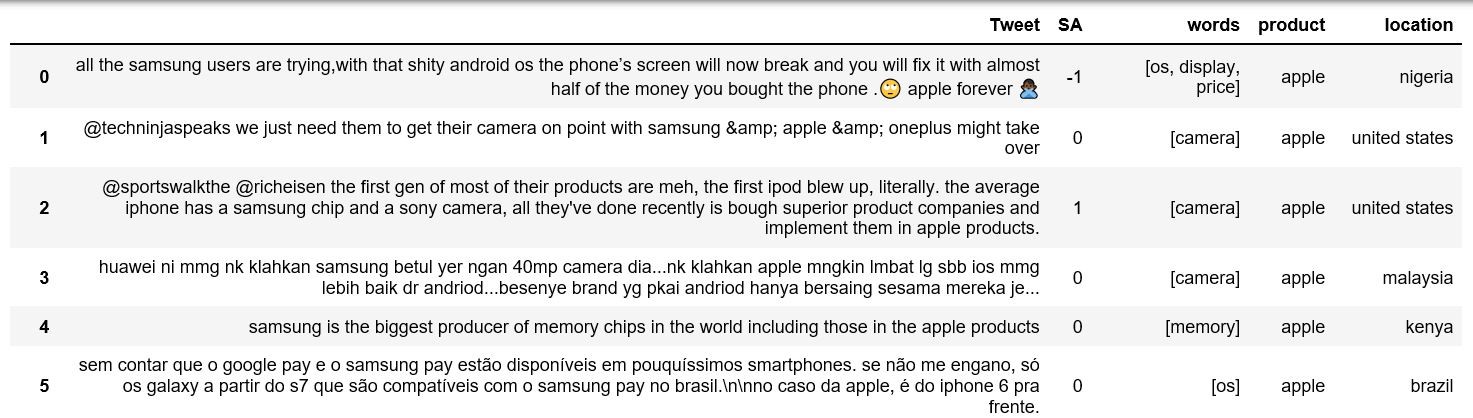 Tweet SA words product location
0 all the samsung users are trying,with that shity android os the phone’s screen will now break and you will fix it with almost half of the money you bought the phone .🙄 apple forever 🙅🏿‍♂️ -1 [os, display, price] apple nigeria
1 @techninjaspeaks we just need them to get their camera on point with samsung &amp; apple &amp; oneplus might take over 0 [camera] apple united states
2 @sportswalkthe @richeisen the first gen of most of their products are meh, the first ipod blew up, literally. the average iphone has a samsung chip and a sony camera, all they've done recently is bough superior product companies and implement them in apple products. 1 [camera] apple united states
3 huawei ni mmg nk klahkan samsung betul yer ngan 40mp camera dia...nk klahkan apple mngkin lmbat lg sbb ios mmg lebih baik dr andriod...besenye brand yg pkai andriod hanya bersaing sesama mereka je... 0 [camera] apple malaysia
4 samsung is the biggest producer of memory chips in the world including those in the apple products 0 [memory] apple kenya
5 sem contar que o google pay e o samsung pay estão disponíveis em pouquíssimos smartphones. se não me engano, só os galaxy a partir do s7 que são compatíveis com o samsung pay no brasil.\n\nno caso da apple, é do iphone 6 pra frente. 0 [os] apple brazil